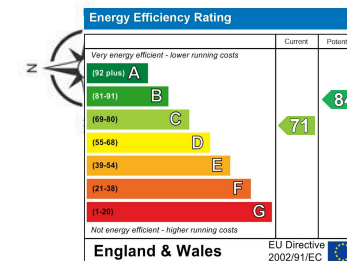 Energy Efficiency Rating
Current
Very energy efficient - lower running costs
(92 plus) A
(81-91) B
(69-80) C
(55-68) D
(39-54) E
(21-38) F
(1-20) G
71
Not energy efficient - higher running costs
England & Wales
EU Directive
2002/91/EC
N